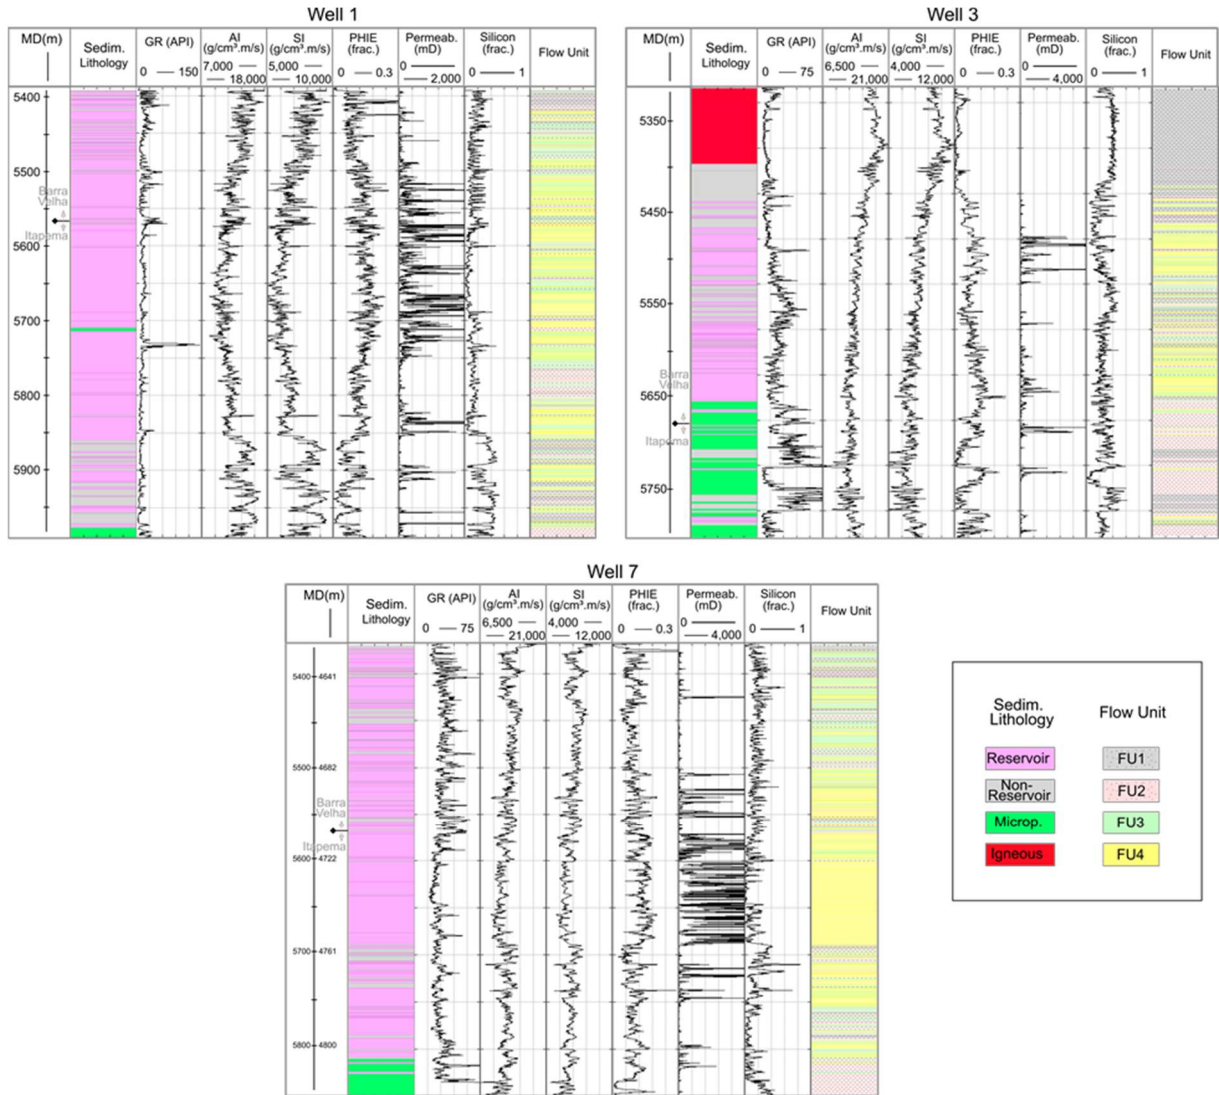 Well 1
MD(m)
Sedim.
Lithology
GR (API)
0 150
AI
(g/cm³.m/s)
7,000
18,000
SI
(g/cm³.m/s)
5,000
10,000
PHIE
(frac.)
0 0.3
Permeab.
(mD)
0
2,000
Silicon
(frac.)
0 1
Flow Unit
5400
5500
Barra
Velha
Itapema
5600
5700
5800
5900
Well 3
MD(m)
Sedim.
Lithology
GR (API)
0 75
AI
(g/cm³.m/s)
6,500
21,000
SI
(g/cm³.m/s)
4,000
12,000
PHIE
(frac.)
0 0.3
Permeab.
(mD)
0
4,000
Silicon
(frac.)
0 1
Flow Unit
5350
5450
5550
Barra
Velha
5650
Itapema
5750
Well 7
MD(m)
Sedim.
Lithology
GR (API)
0 75
AI
(g/cm³.m/s)
6,500
21,000
SI
(g/cm³.m/s)
4,000
12,000
PHIE
(frac.)
0 0.3
Permeab.
(mD)
0
4,000
Silicon
(frac.)
0 1
Flow Unit
5400 4641
5500 4682
Barra
Velha
Itapema
5600 4722
5700 4761
5800 4800
Sedim.
Lithology
Flow Unit
Reservoir
FU1
Non-
Reservoir
FU2
Microp.
FU3
Igneous
FU4